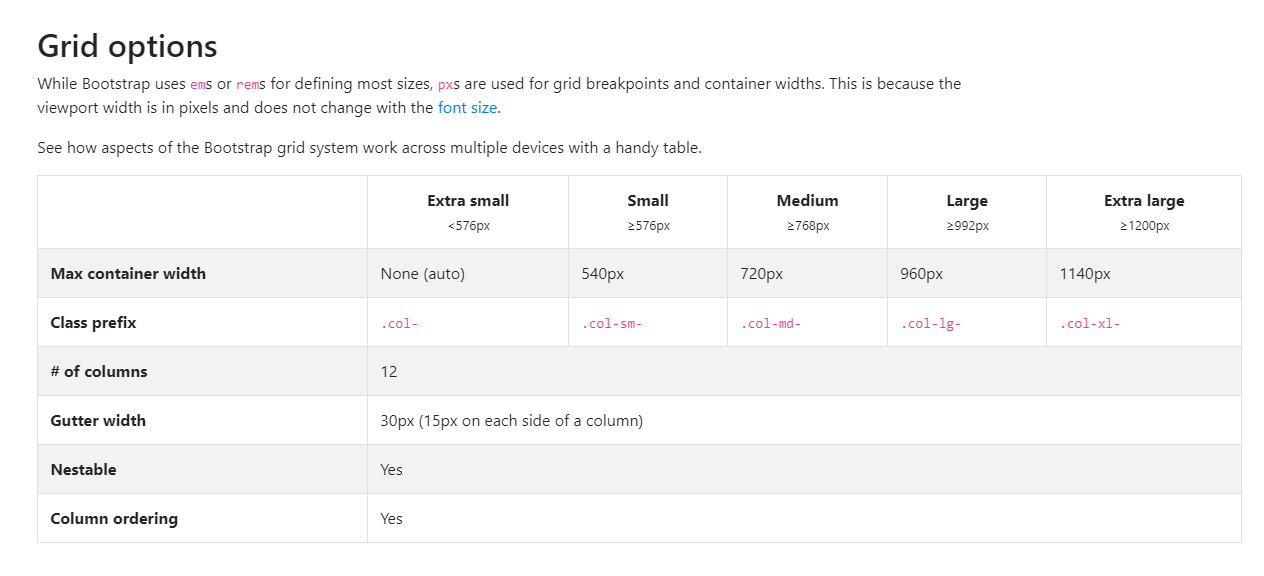 Grid options
While Bootstrap uses ems or rems for defining most sizes, pxs are used for grid breakpoints and container widths. This is because the
viewport width is in pixels and does not change with the font size.
See how aspects of the Bootstrap grid system work across multiple devices with a handy table.
Extra small Small Medium Large Extra large
<576px ≥576px ≥768px ≥992px ≥1200px
Max container width None (auto) 540px 720px 960px 1140px
Class prefix .col- .col-sm- .col-md- .col-lg- .col-xl-
# of columns 12
Gutter width 30px (15px on each side of a column)
Nestable Yes
Column ordering Yes